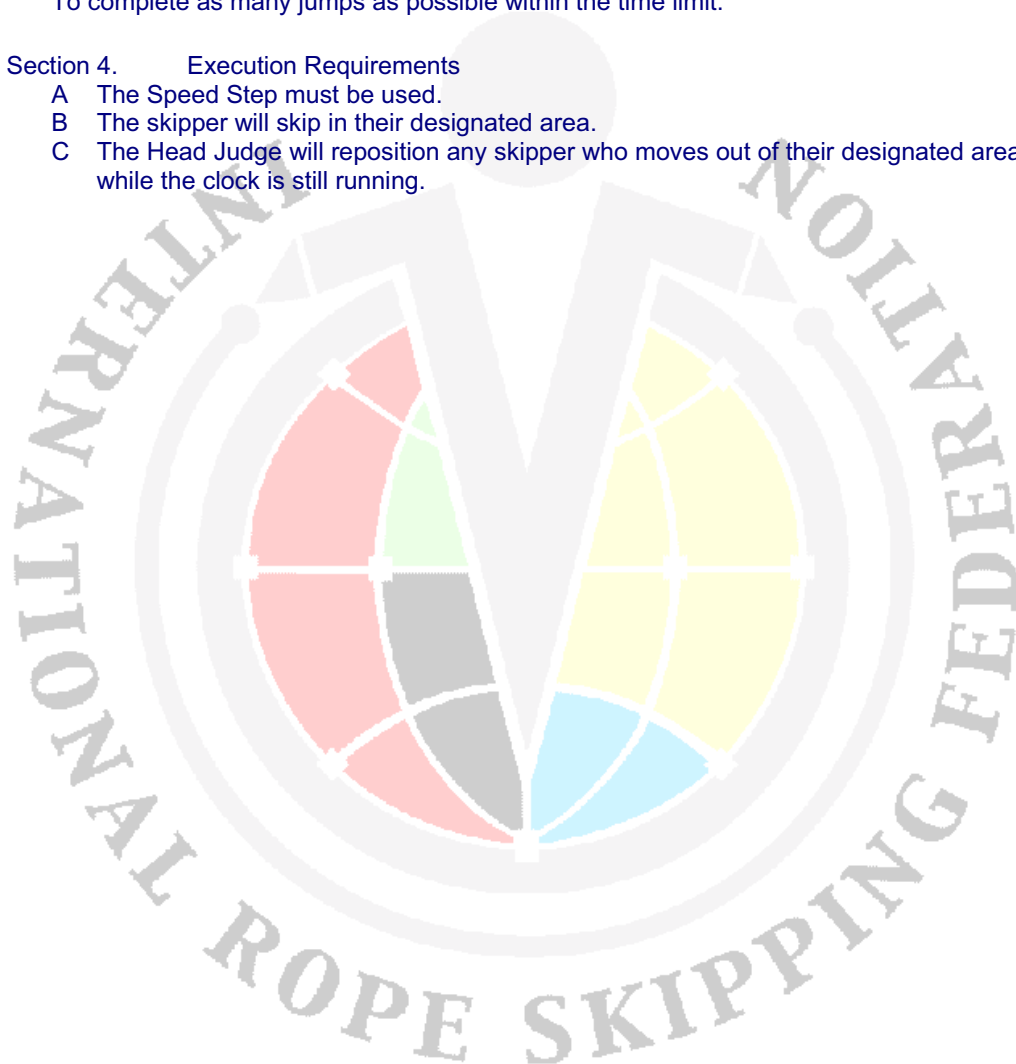 To complete as many jumps as possible within the time limit.
Section 4. Execution Requirements
A The Speed Step must be used.
B The skipper will skip in their designated area.
C The Head Judge will reposition any skipper who moves out of their designated area
while the clock is still running.
INTERNATIONAL ROPE SKIPPING FEDERATION